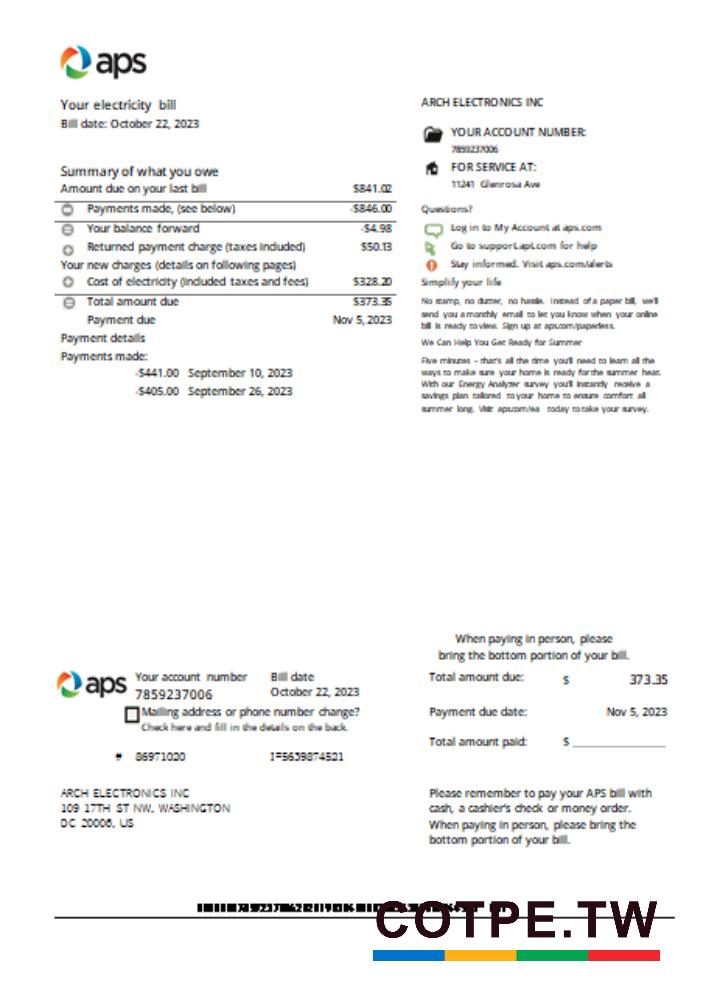 aps
Your electricity bill
Bill date: October 22, 2023
Summary of what you owe
Amount due on your last bill $841.02
Payments made, (see below) -$846.00
Your balance forward -$4.98
Returned payment charge (taxes included) $50.13
Your new charges (details on following pages)
Cost of electricity (included taxes and fees) $328.20
Total amount due $373.35
Payment due Nov 5, 2023
Payment details
Payments made:
-$441.00 September 10, 2023
-$405.00 September 26, 2023
ARCH ELECTRONICS INC
YOUR ACCOUNT NUMBER:
7859237006
FOR SERVICE AT:
11241 Glenrosa Ave
Questions?
Log in to My Account at aps.com
Go to support.apt.com for help
Stay informed. Visit aps.com/alerts
Simplify your life
No stamp, no clutter, no hassle. Instead of a paper bill, we'll
send you a monthly email to let you know when your online
bill is ready to view. Sign up at aps.com/paperless.
We Can Help You Get Ready for Summer
Five minutes – that's all the time you'll need to learn all the
ways to make sure your home is ready for the summer heat.
With our Energy Analyzer survey you'll instantly receive a
savings plan tailored to your home to ensure comfort all
summer long. Visit aps.com/ea today to take your survey.
When paying in person, please
bring the bottom portion of your bill.
aps
Your account number Bill date
7859237006 October 22, 2023
Mailing address or phone number change?
Check here and fill in the details on the back.
# 86971020 1=5639874521
Total amount due: $ 373.35
Payment due date: Nov 5, 2023
Total amount paid: $
ARCH ELECTRONICS INC
109 17TH ST NW, WASHINGTON
DC 20006, US
Please remember to pay your APS bill with
cash, a cashier's check or money order.
When paying in person, please bring the
bottom portion of your bill.
COTPE.TW